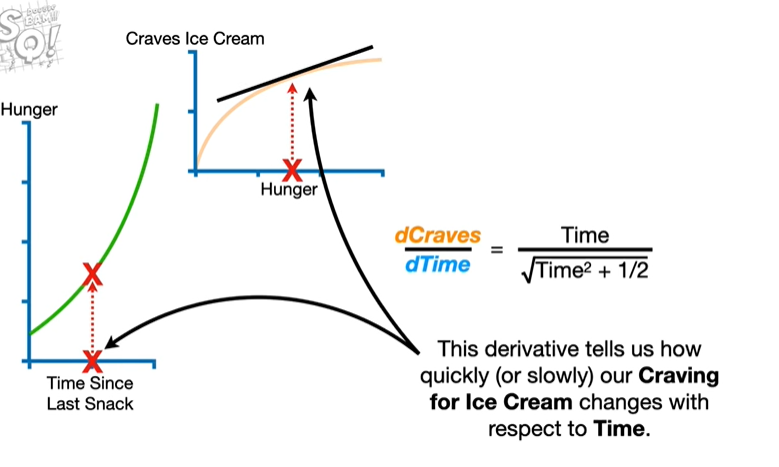 SQ!
Craves Ice Cream
Hunger
Hunger
dCraves
dTime
=
Time
√Time² + 1/2
Time Since
Last Snack
This derivative tells us how
quickly (or slowly) our Craving
for Ice Cream changes with
respect to Time.